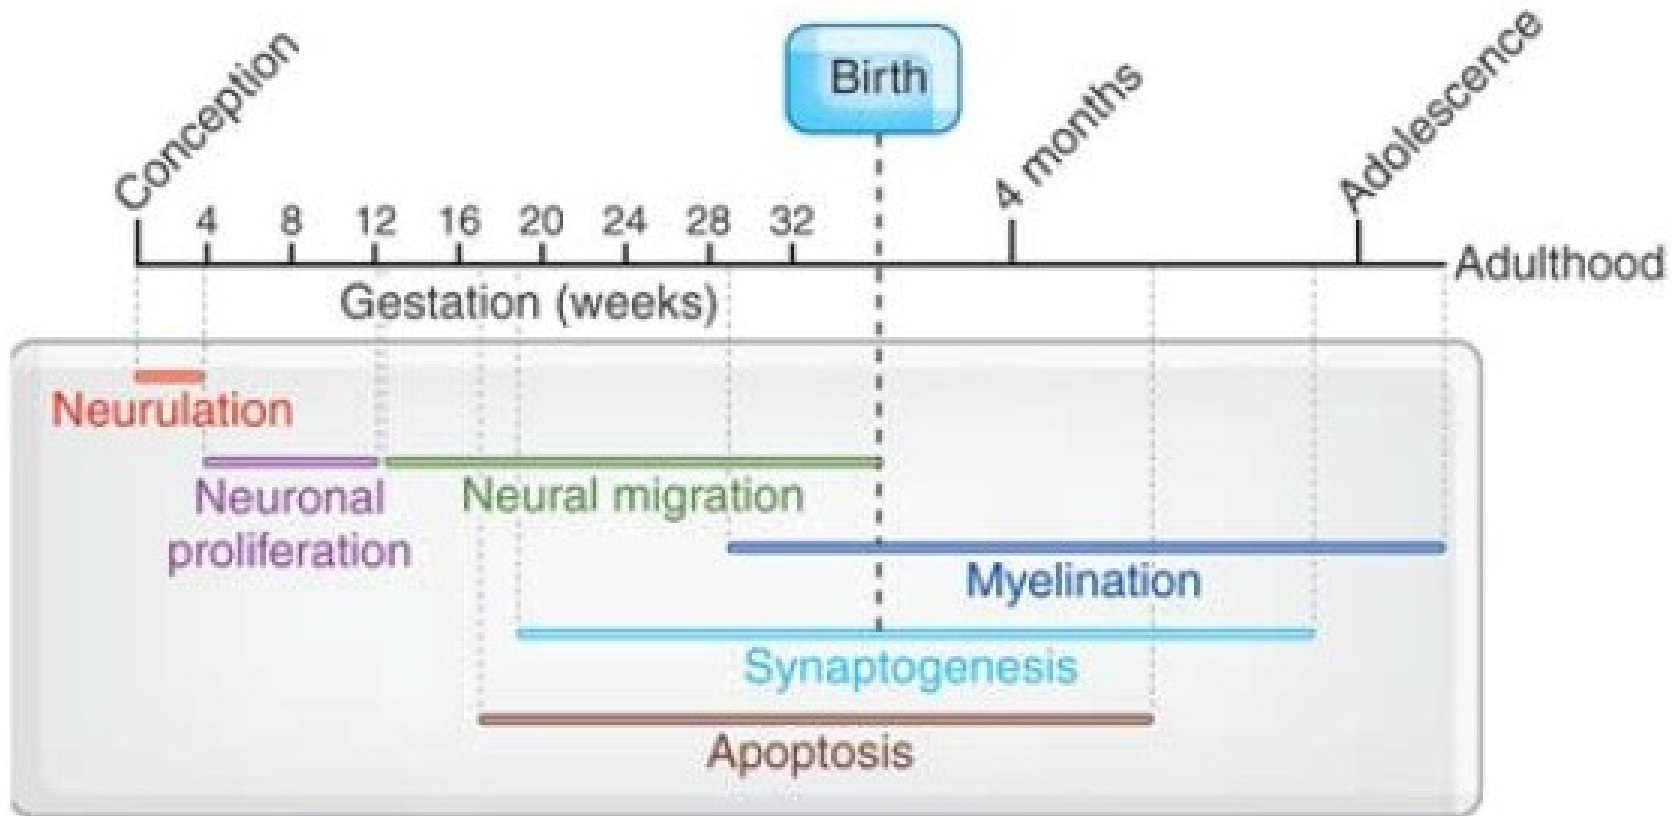 Conception
Birth
4 months
Adolescence
4 8 12 16 20 24 28 32
Adulthood
Gestation (weeks)
Neurulation
Neuronal
proliferation
Neural migration
Myelination
Synaptogenesis
Apoptosis